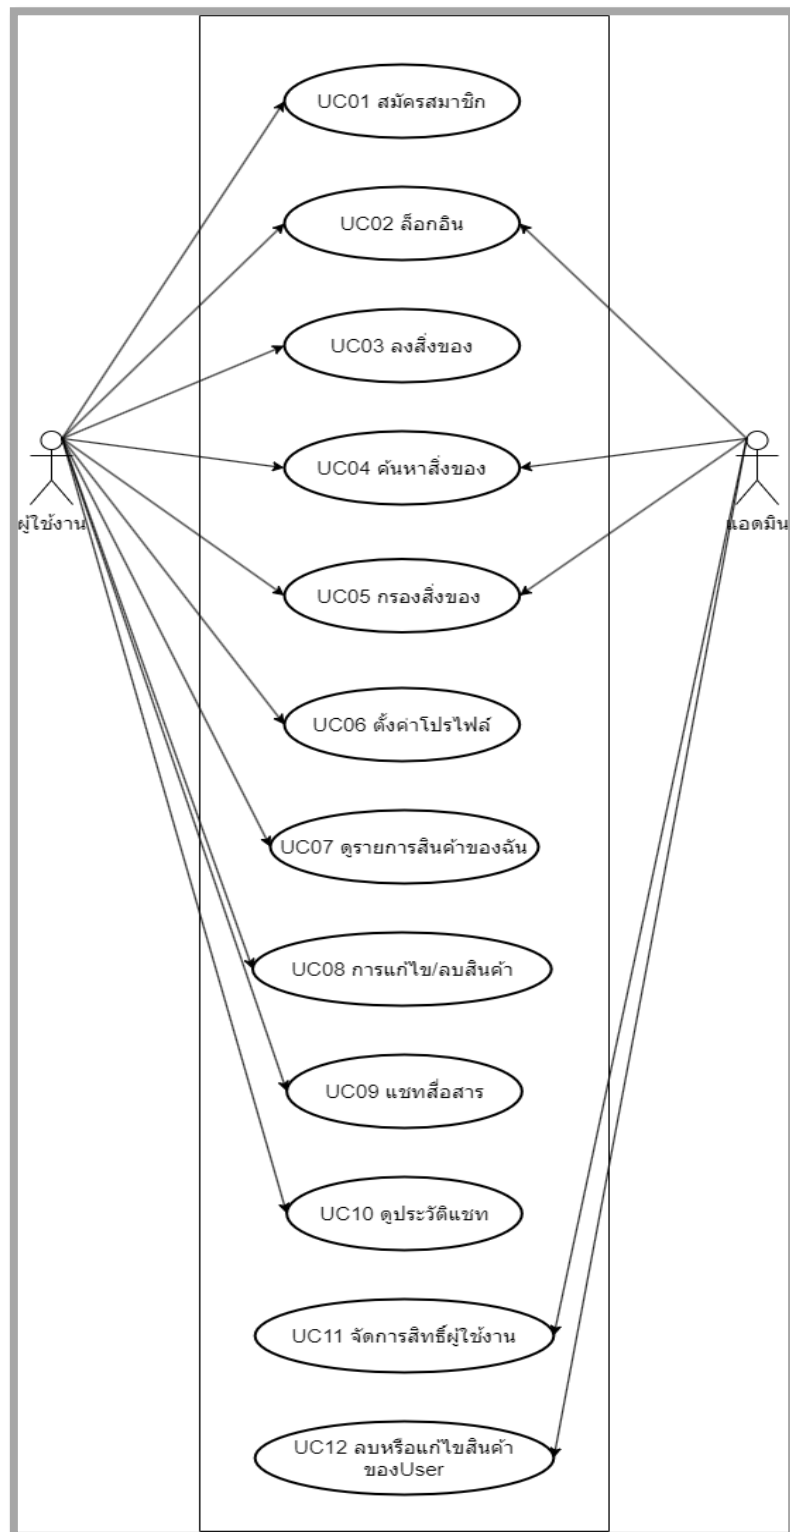 UC01 สมัครสมาชิก
UC02 ล็อกอิน
UC03 ลงสิ่งของ
UC04 ค้นหาสิ่งของ
ผู้ใช้งาน
แอดมิน
UC05 กรองสิ่งของ
UC06 ตั้งค่าโปรไฟล์
UC07 ดูรายการสินค้าของฉัน
UC08 การแก้ไข/ลบสินค้า
UC09 แชทสื่อสาร
UC10 ดูประวัติแชท
UC11 จัดการสิทธิ์ผู้ใช้งาน
UC12 ลบหรือแก้ไขสินค้า
ของUser